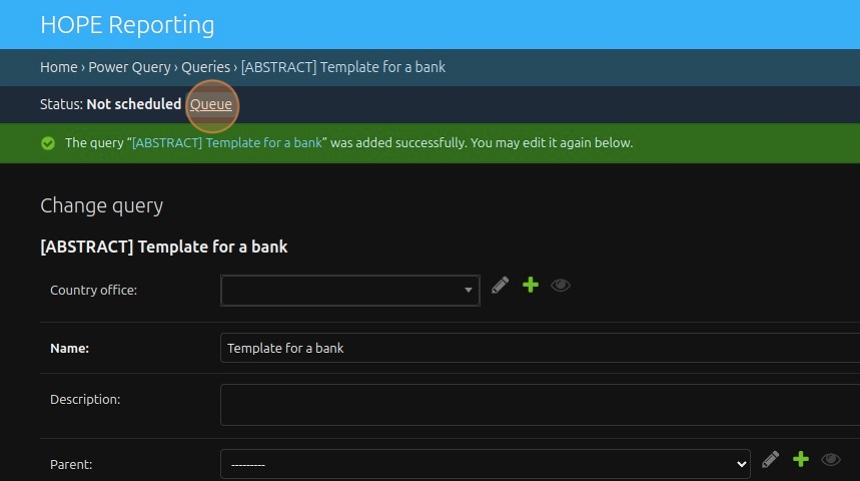 HOPE Reporting
Home › Power Query › Queries › [ABSTRACT] Template for a bank
Status: Not scheduled Queue
The query “[ABSTRACT] Template for a bank” was added successfully. You may edit it again below.
Change query
[ABSTRACT] Template for a bank
Country office:
Name: Template for a bank
Description:
Parent: ---------